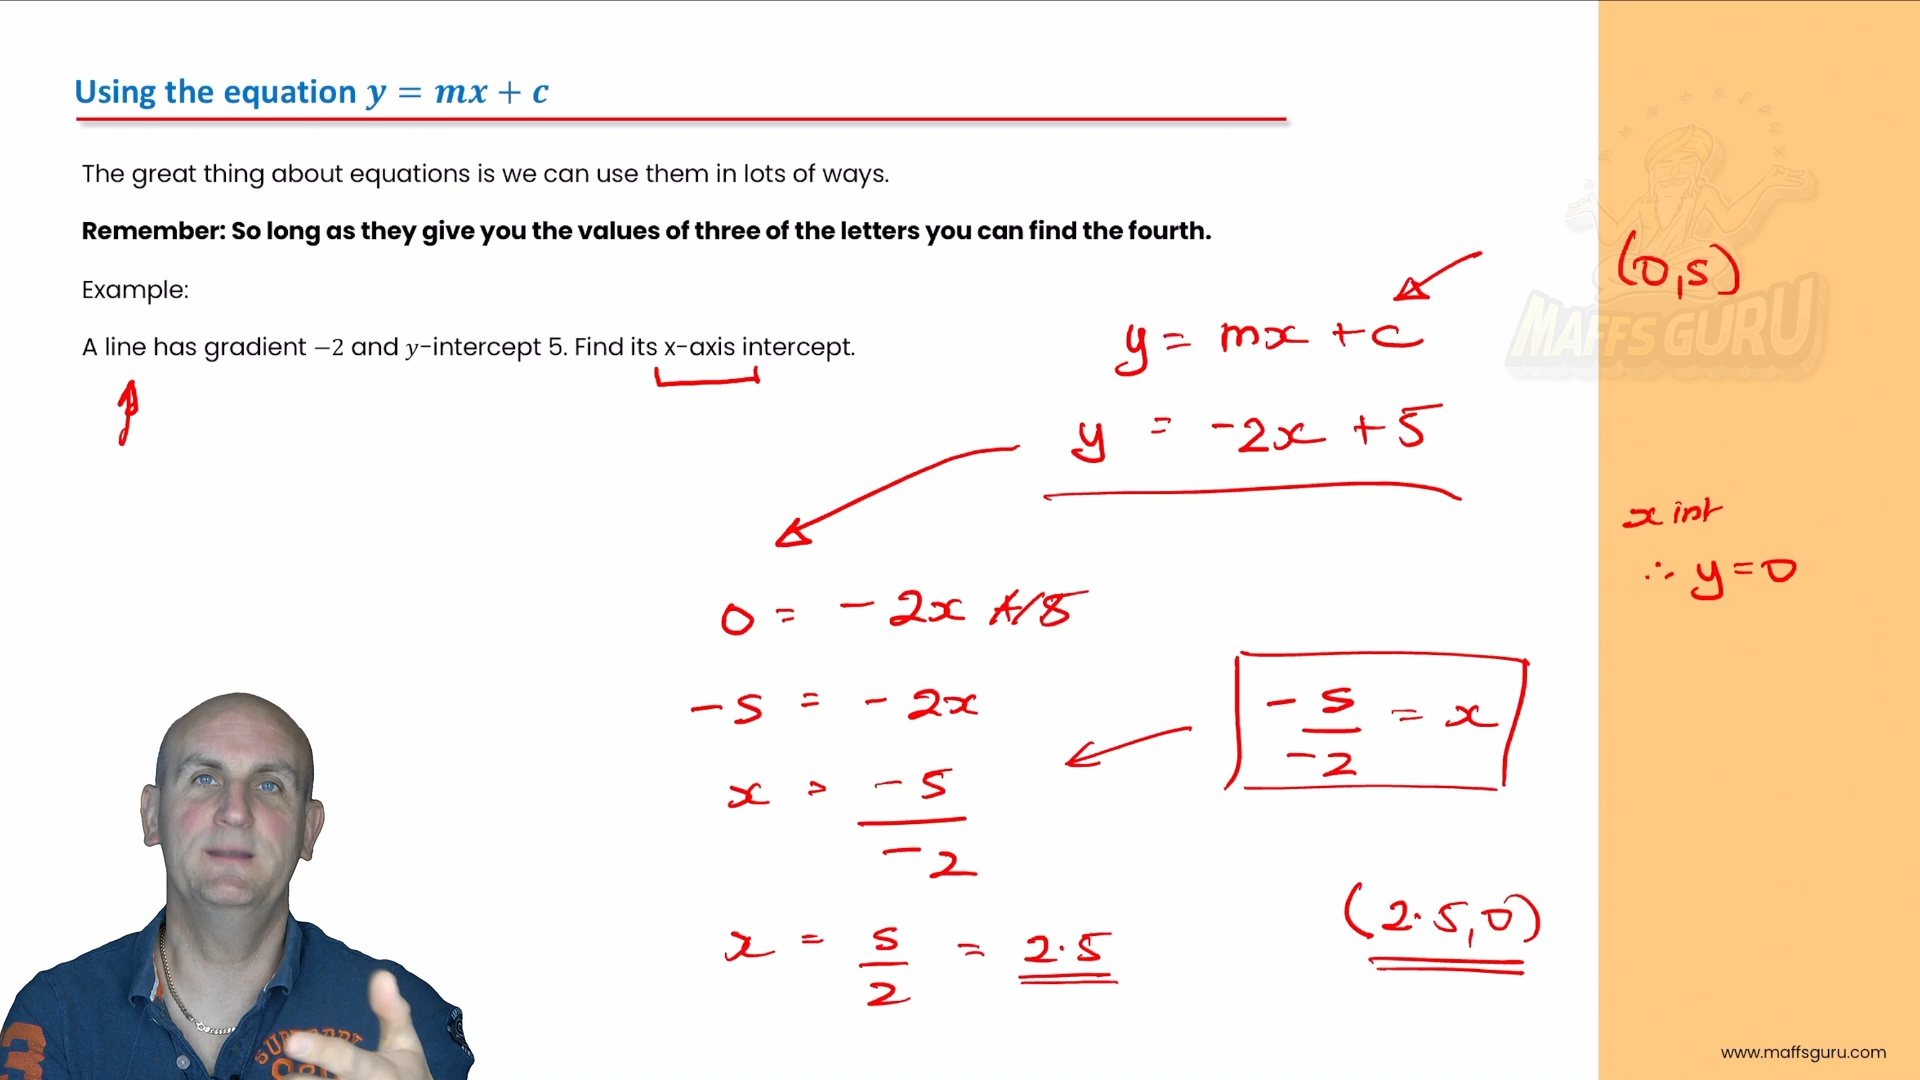 Using the equation y = mx + c
The great thing about equations is we can use them in lots of ways.
Remember: So long as they give you the values of three of the letters you can find the fourth.
Example:
A line has gradient −2 and y-intercept 5. Find its x-axis intercept.
(0,5)
MAFFS GURU
y = mx + c
y = -2x + 5
x int
∴ y = 0
0 = -2x + 5
-5 = -2x
-5/-2 = x
x = -5/-2
x = 5/2 = 2.5
(2.5,0)
3
www.maffsguru.com